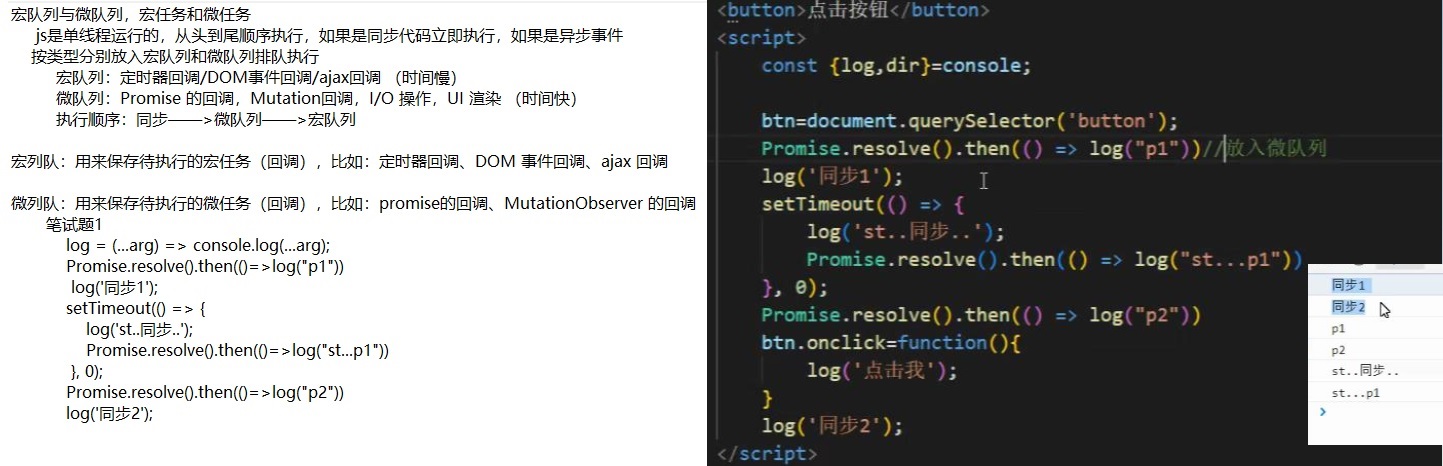 宏队列与微队列，宏任务和微任务
js是单线程运行的，从头到尾顺序执行，如果是同步代码立即执行，如果是异步事件
按类型分别放入宏队列和微队列排队执行
宏队列：定时器回调/DOM事件回调/ajax回调 （时间慢）
微队列：Promise 的回调，Mutation回调，I/O 操作，UI 渲染 （时间快）
执行顺序：同步——>微队列——>宏队列
宏列队：用来保存待执行的宏任务（回调），比如：定时器回调、DOM 事件回调、ajax 回调
微列队：用来保存待执行的微任务（回调），比如：promise的回调、MutationObserver 的回调
笔试题1
log = (...arg) => console.log(...arg);
Promise.resolve().then(()=>log("p1"))
log('同步1');
setTimeout(() => {
log('st..同步..');
Promise.resolve().then(()=>log("st...p1"))
}, 0);
Promise.resolve().then(()=>log("p2"))
log('同步2');
<button>点击按钮</button>
<script>
const {log,dir}=console;
btn=document.querySelector('button');
Promise.resolve().then(() => log("p1"))//放入微队列
log('同步1');
setTimeout(() => {
log('st..同步..');
Promise.resolve().then(() => log("st...p1"))
}, 0);
Promise.resolve().then(() => log("p2"))
btn.onclick=function(){
log('点击我');
}
log('同步2');
</script>
同步1
同步2
p1
p2
st..同步..
st...p1
>